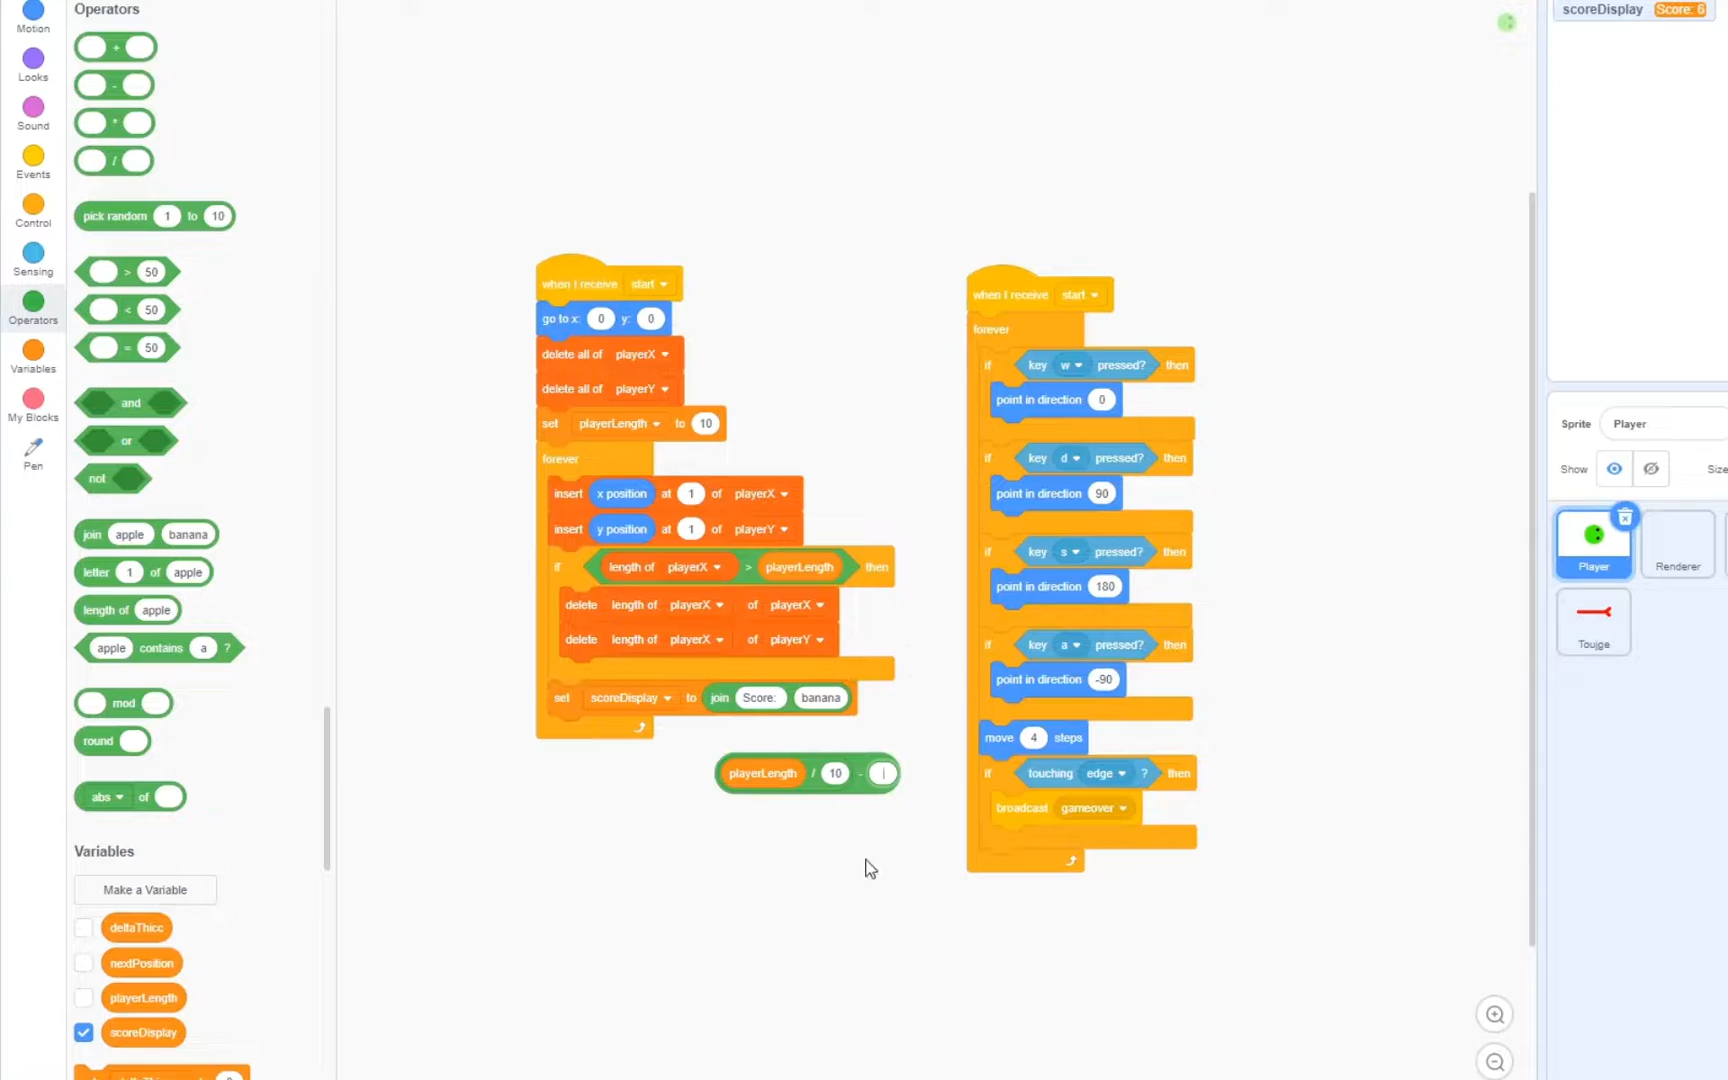 Motion
Looks
Sound
Events
Control
Sensing
Operators
Variables
My Blocks
Pen
Operators
+
-
*
/
pick random 1 to 10
> 50
< 50
= 50
and
or
not
join apple banana
letter 1 of apple
length of apple
apple contains a ?
mod
round
abs of
Variables
Make a Variable
deltaThicc
nextPosition
playerLength
scoreDisplay
when I receive start
go to x: 0 y: 0
delete all of playerX
delete all of playerY
set playerLength to 10
forever
insert x position at 1 of playerX
insert y position at 1 of playerY
if length of playerX > playerLength then
delete length of playerX of playerX
delete length of playerX of playerY
set scoreDisplay to join Score: banana
playerLength / 10 -
when I receive start
forever
if key w pressed? then
point in direction 0
if key d pressed? then
point in direction 90
if key s pressed? then
point in direction 180
if key a pressed? then
point in direction -90
move 4 steps
if touching edge ? then
broadcast gameover
scoreDisplay Score: 6
Sprite Player
Show
Player
Renderer